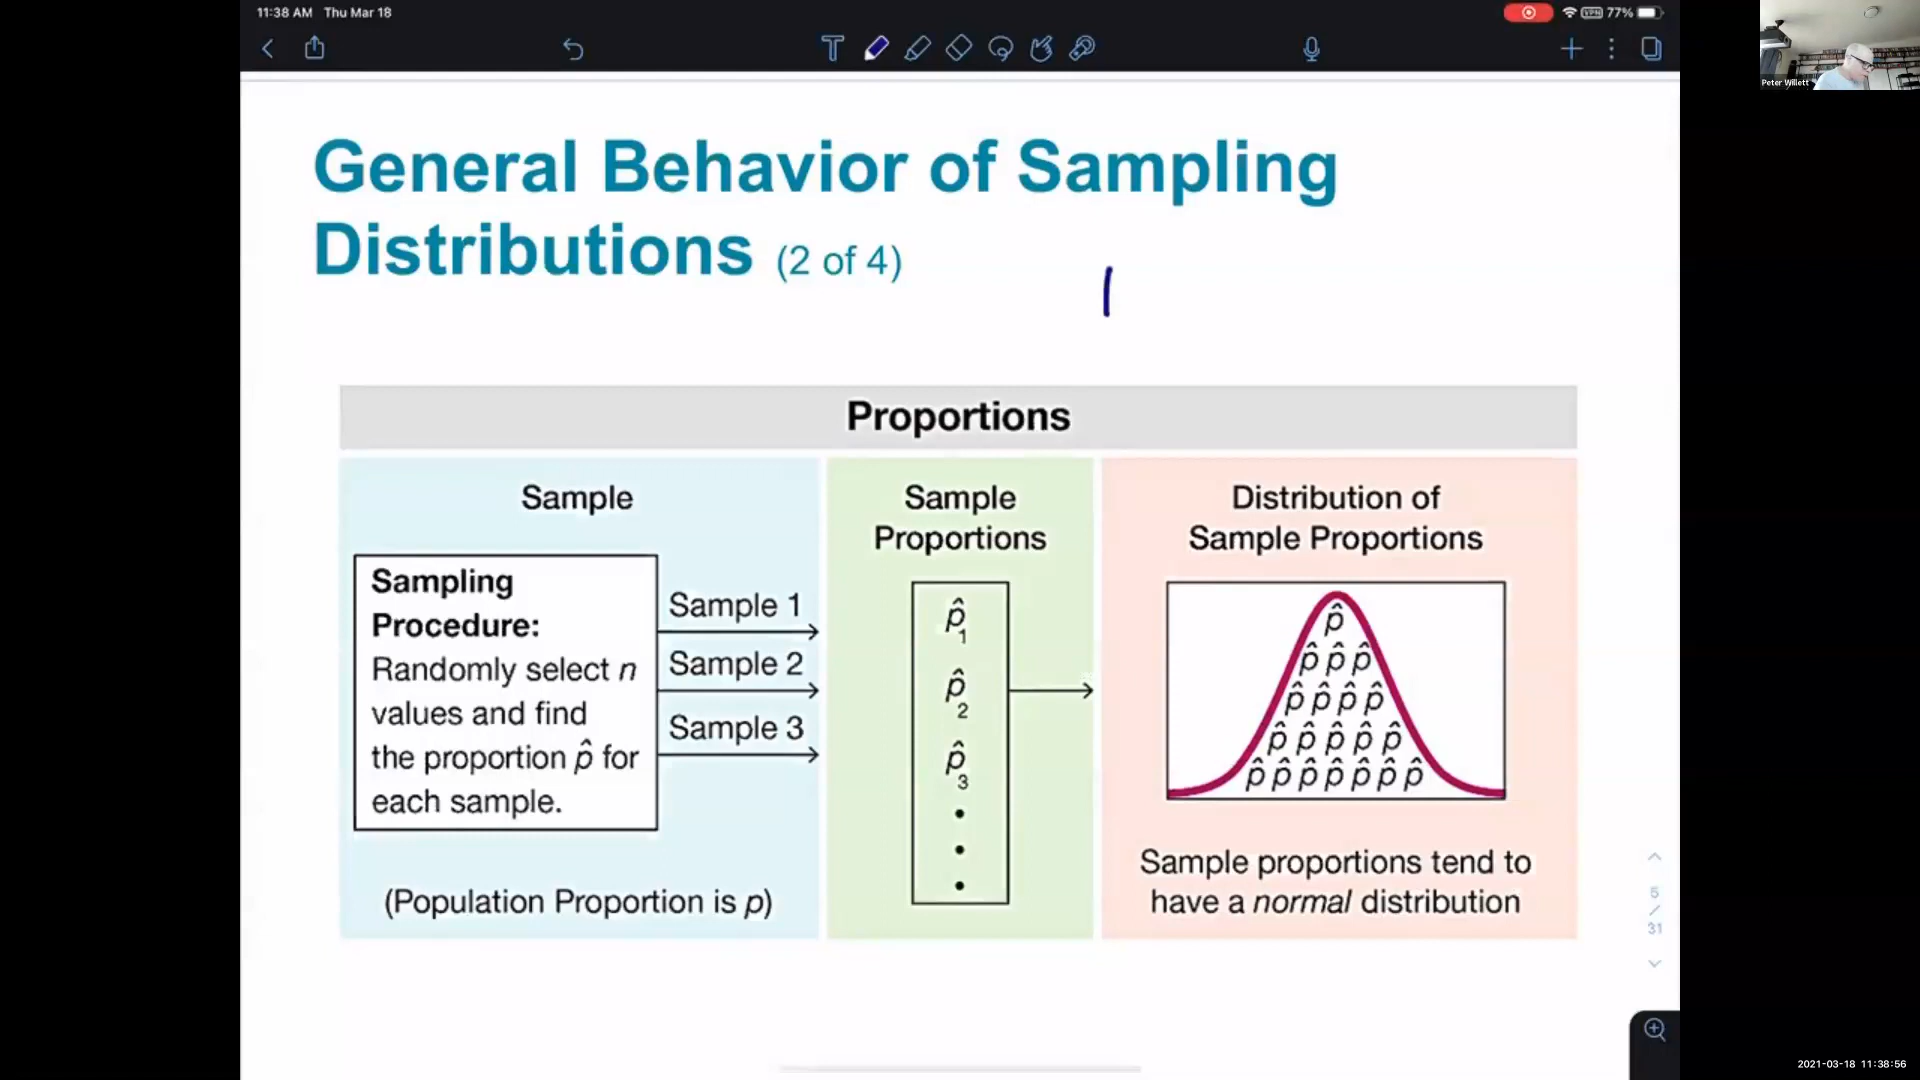 11:38 AM Thu Mar 18
77%
VPN
Peter Willett
General Behavior of Sampling
Distributions (2 of 4)
Proportions
Sample
Sampling
Procedure:
Randomly select n
values and find
the proportion p̂ for
each sample.
Sample 1
Sample 2
Sample 3
(Population Proportion is p)
Sample
Proportions
p̂1
p̂2
p̂3
Distribution of
Sample Proportions
p̂
p̂ p̂ p̂
p̂ p̂ p̂ p̂
p̂ p̂ p̂ p̂ p̂
p̂ p̂ p̂ p̂ p̂ p̂ p̂
Sample proportions tend to
have a normal distribution
5
/
31
2021-03-18 11:38:56